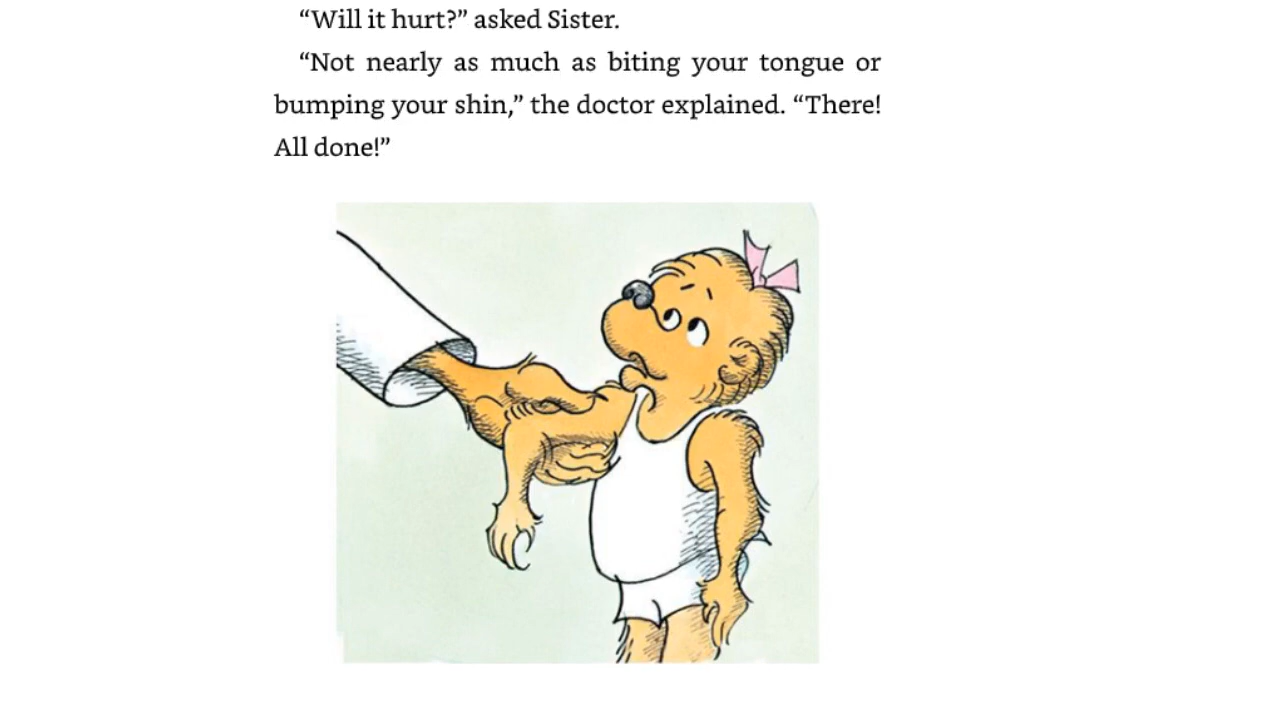 “Will it hurt?” asked Sister.
“Not nearly as much as biting your tongue or
bumping your shin,” the doctor explained. “There!
All done!”